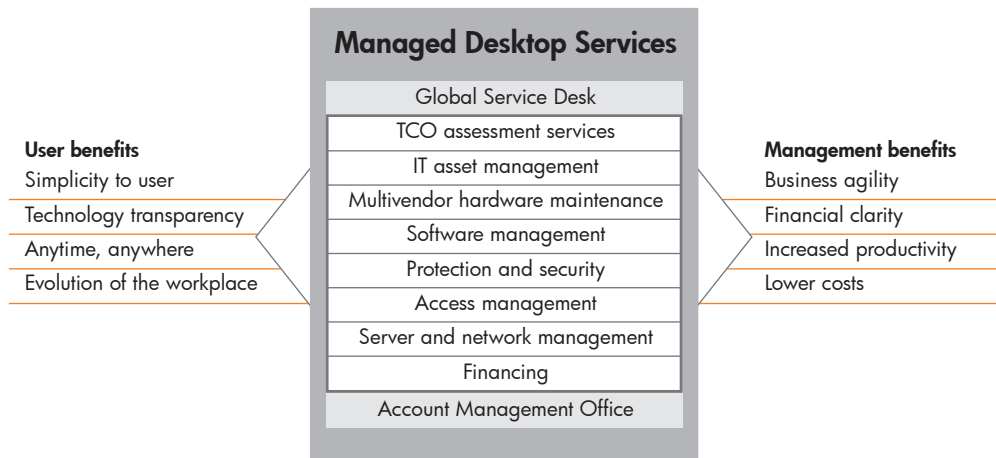 Managed Desktop Services
Global Service Desk
TCO assessment services
IT asset management
Multivendor hardware maintenance
Software management
Protection and security
Access management
Server and network management
Financing
Account Management Office
User benefits
Simplicity to user
Technology transparency
Anytime, anywhere
Evolution of the workplace
Management benefits
Business agility
Financial clarity
Increased productivity
Lower costs